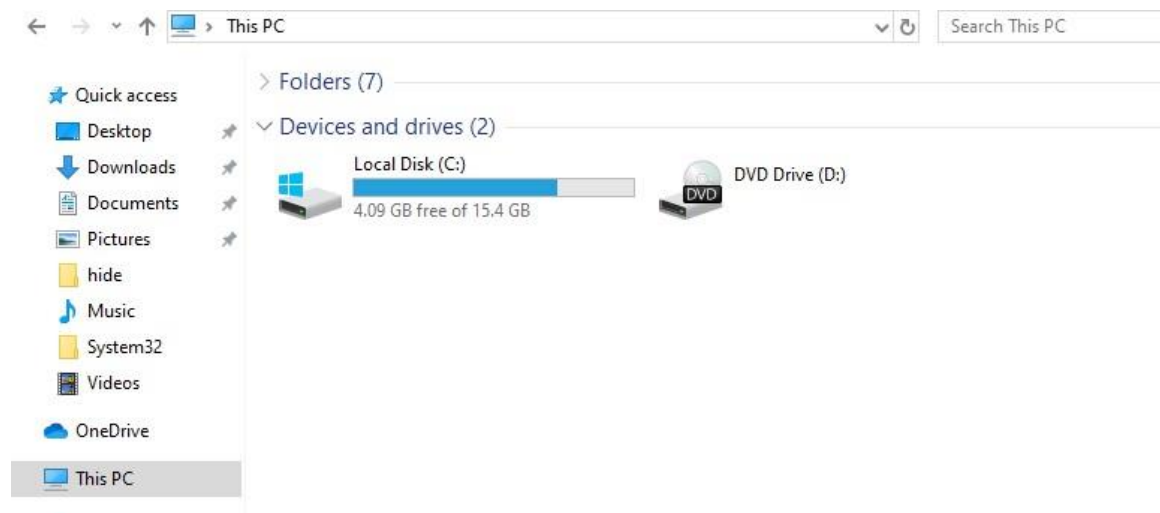 This PC
Search This PC
Quick access
Desktop
Downloads
Documents
Pictures
hide
Music
System32
Videos
OneDrive
This PC
Folders (7)
Devices and drives (2)
Local Disk (C:)
4.09 GB free of 15.4 GB
DVD
DVD Drive (D:)